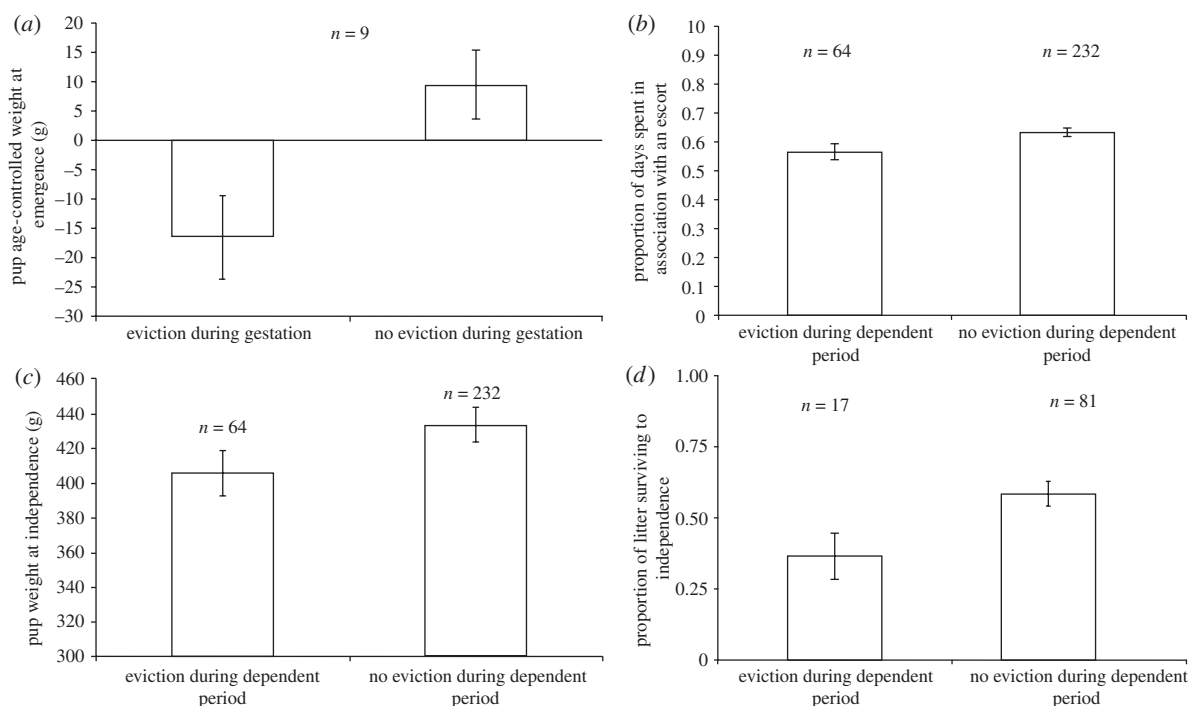 (a)
20
15
10
5
0
–5
–10
–15
–20
–25
–30
pup age-controlled weight at
emergence (g)
n = 9
eviction during gestation
no eviction during gestation
(b)
10
0.9
0.8
0.7
0.6
0.5
0.4
0.3
0.2
0.1
0
proportion of days spent in
association with an escort
n = 64
n = 232
eviction during dependent
period
no eviction during dependent
period
(c)
460
440
420
400
380
360
340
320
300
pup weight at independence (g)
n = 64
n = 232
eviction during dependent
period
no eviction during dependent
period
(d)
1.00
0.75
0.50
0.25
0
proportion of litter surviving to
independence
n = 17
n = 81
eviction during dependent
period
no eviction during dependent
period